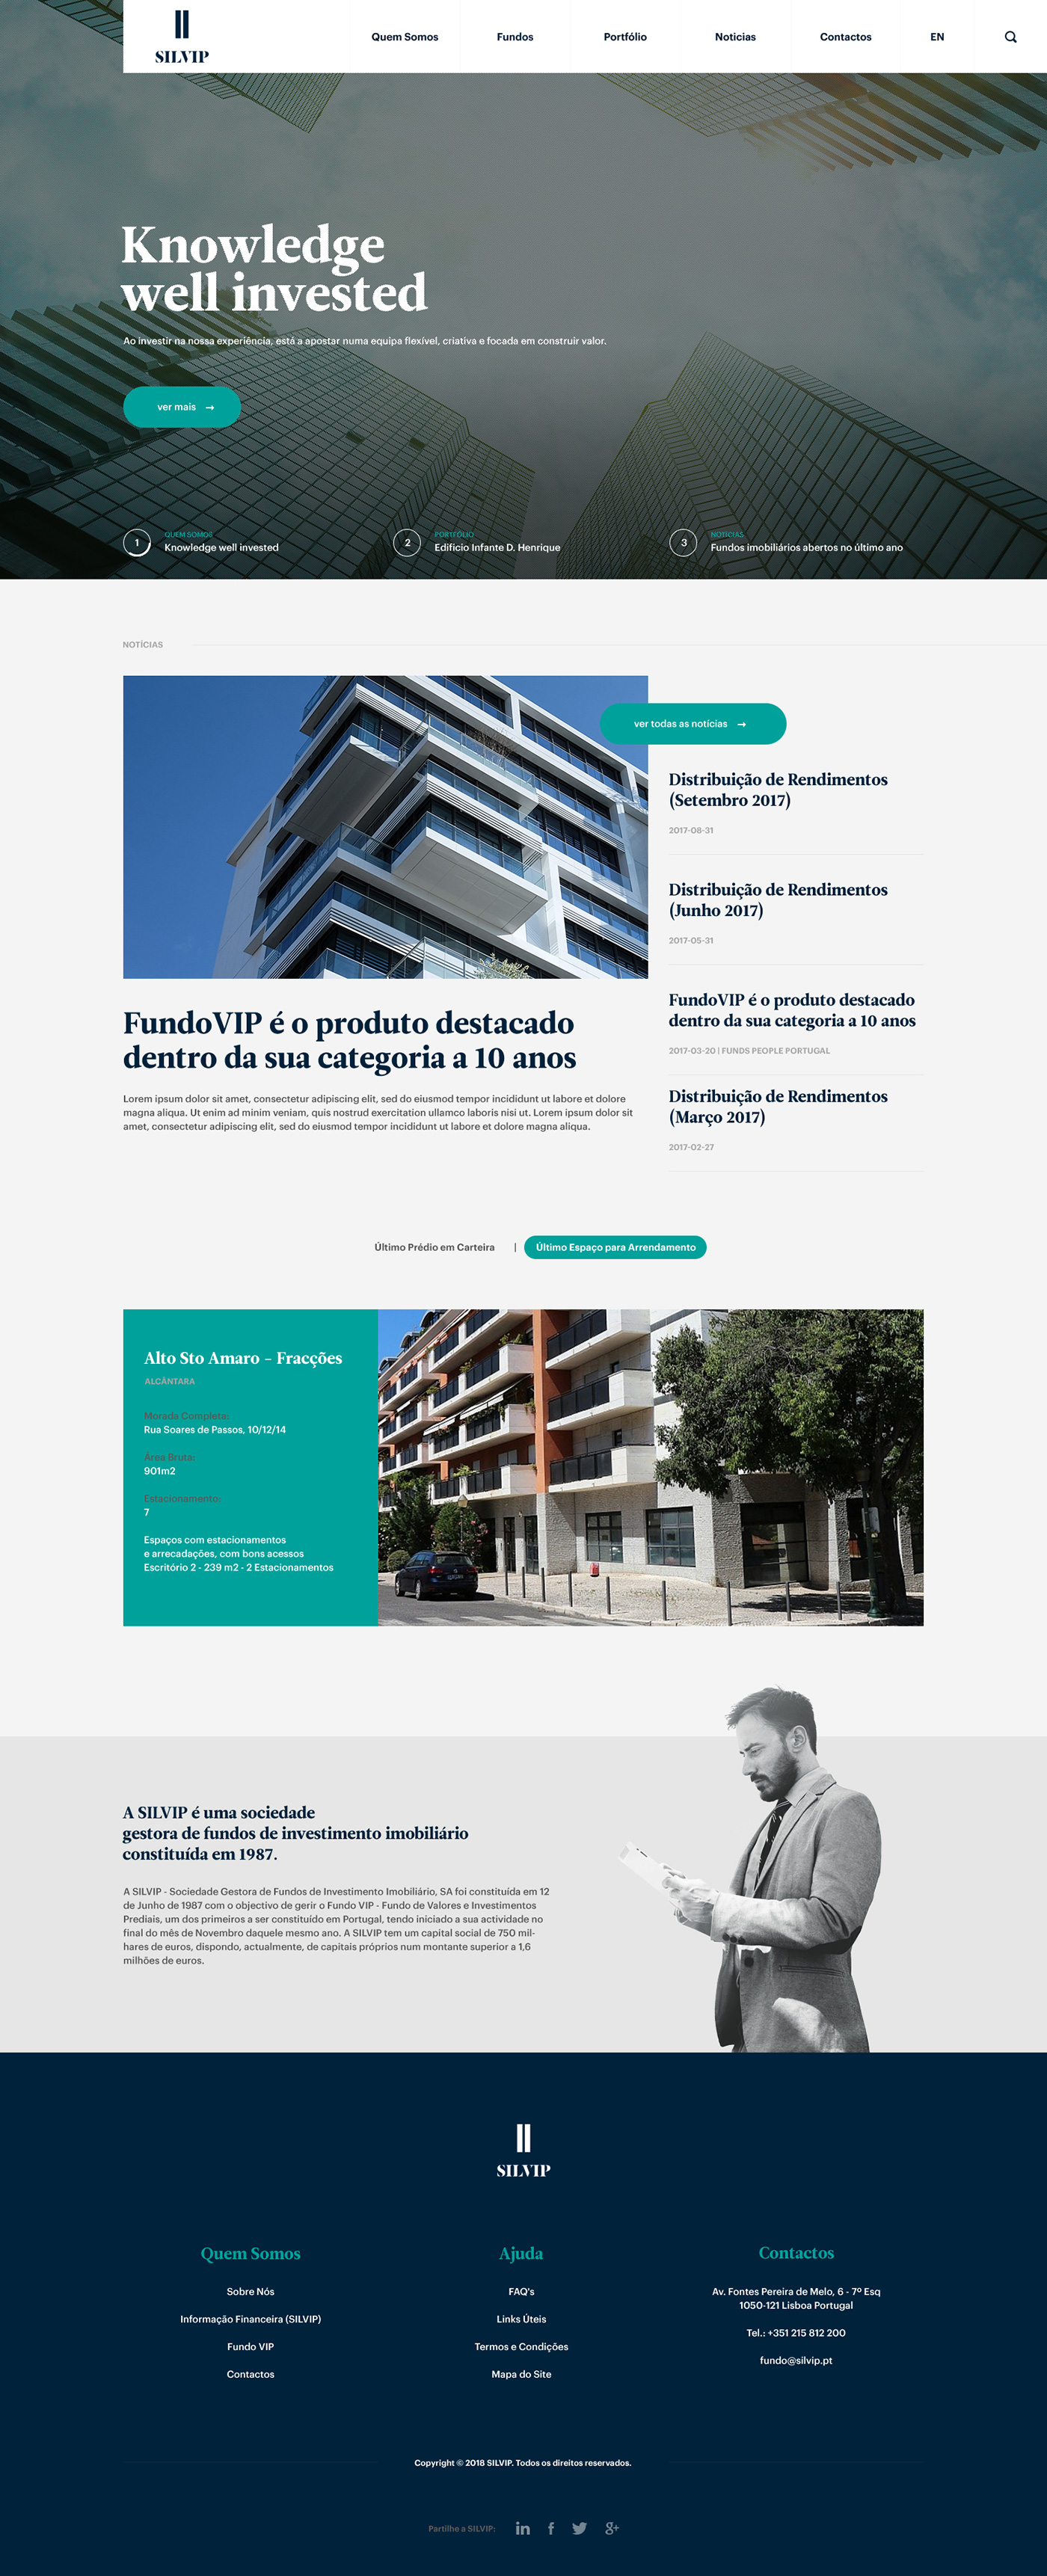 SILVIP
Quem Somos
Fundos
Portfólio
Noticias
Contactos
EN
Knowledge
well invested
Ao investir na nossa experiência, está a apostar numa equipa flexível, criativa e focada em construir valor.
ver mais →
1
QUEM SOMOS
Knowledge well invested
2
PORTFÓLIO
Edifício Infante D. Henrique
3
NOTÍCIAS
Fundos imobiliários abertos no último ano
NOTÍCIAS
ver todas as notícias →
Distribuição de Rendimentos
(Setembro 2017)
2017-08-31
Distribuição de Rendimentos
(Junho 2017)
2017-05-31
FundoVIP é o produto destacado
dentro da sua categoria a 10 anos
2017-03-20 | FUNDS PEOPLE PORTUGAL
Distribuição de Rendimentos
(Março 2017)
2017-02-27
FundoVIP é o produto destacado
dentro da sua categoria a 10 anos
Lorem ipsum dolor sit amet, consectetur adipiscing elit, sed do eiusmod tempor incididunt ut labore et dolore
magna aliqua. Ut enim ad minim veniam, quis nostrud exercitation ullamco laboris nisi ut. Lorem ipsum dolor sit
amet, consectetur adipiscing elit, sed do eiusmod tempor incididunt ut labore et dolore magna aliqua.
Último Prédio em Carteira | Último Espaço para Arrendamento
Alto Sto Amaro - Fracções
ALCÂNTARA
Morada Completa:
Rua Soares de Passos, 10/12/14
Área Bruta:
901m2
Estacionamento:
7
Espaços com estacionamentos
e arrecadações, com bons acessos
Escritório 2 - 239 m2 - 2 Estacionamentos
A SILVIP é uma sociedade
gestora de fundos de investimento imobiliário
constituída em 1987.
A SILVIP - Sociedade Gestora de Fundos de Investimento Imobiliário, SA foi constituída em 12
de Junho de 1987 com o objectivo de gerir o Fundo VIP - Fundo de Valores e Investimentos
Prediais, um dos primeiros a ser constituído em Portugal, tendo iniciado a sua actividade no
final do mês de Novembro daquele mesmo ano. A SILVIP tem um capital social de 750 mil-
hares de euros, dispondo, actualmente, de capitais próprios num montante superior a 1,6
milhões de euros.
SILVIP
Quem Somos
Sobre Nós
Informação Financeira (SILVIP)
Fundo VIP
Contactos
Ajuda
FAQ's
Links Úteis
Termos e Condições
Mapa do Site
Contactos
Av. Fontes Pereira de Melo, 6 - 7º Esq
1050-121 Lisboa Portugal
Tel.: +351 215 812 200
fundo@silvip.pt
Copyright © 2018 SILVIP. Todos os direitos reservados.
Partilhe a SILVIP: